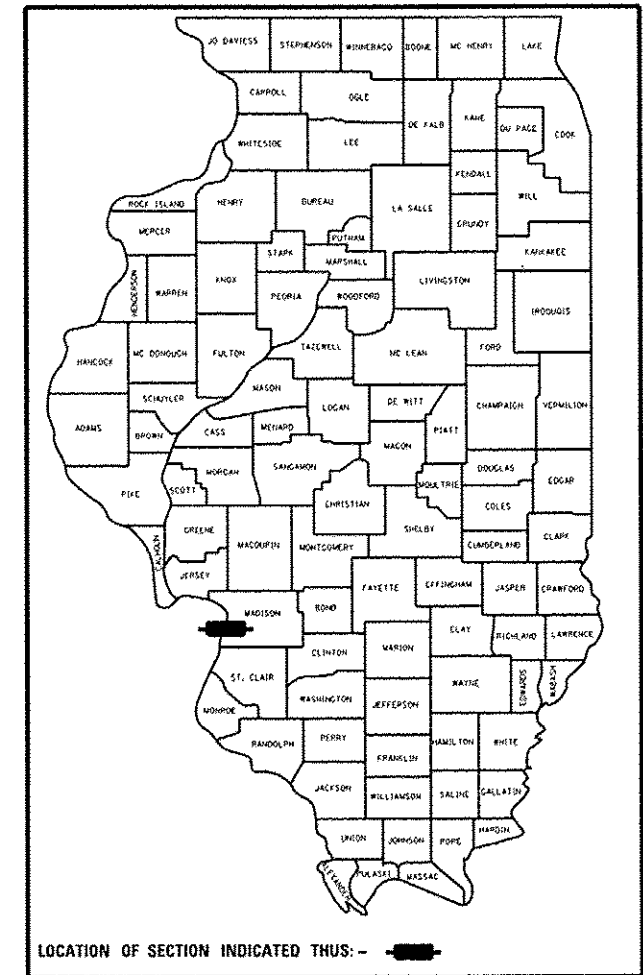 JO DAVIESS STEPHENSON WINNEBAGO BOONE MC HENRY LAKE
CARROLL OGLE DE KALB KANE DU PAGE COOK
WHITESIDE LEE KENDALL WILL
ROCK ISLAND HENRY BUREAU LA SALLE GRUNDY
MERCER PUTNAM KANKAKEE
STARK MARSHALL
HENDERSON WARREN KNOX PEORIA WOODFORD LIVINGSTON IROQUOIS
HANCOCK MC DONOUGH FULTON TAZEWELL MC LEAN FORD
SCHUYLER MASON LOGAN DE WITT CHAMPAIGN VERMILION
ADAMS BROWN CASS MENARD MACON PIATT
PIKE SCOTT MORGAN SANGAMON CHRISTIAN MOULTRIE DOUGLAS EDGAR
COLES
CALHOUN GREENE MACOUPIN MONTGOMERY SHELBY CUMBERLAND CLARK
JERSEY FAYETTE EFFINGHAM JASPER CRAWFORD
MADISON BOND CLAY RICHLAND LAWRENCE
CLINTON MARION
ST. CLAIR WAYNE EDWARDS WABASH
MONROE WASHINGTON JEFFERSON
RANDOLPH PERRY HAMILTON WHITE
FRANKLIN
JACKSON WILLIAMSON SALINE GALLATIN
UNION JOHNSON POPE HARDIN
ALEXANDER PULASKI MASSAC
LOCATION OF SECTION INDICATED THUS: -